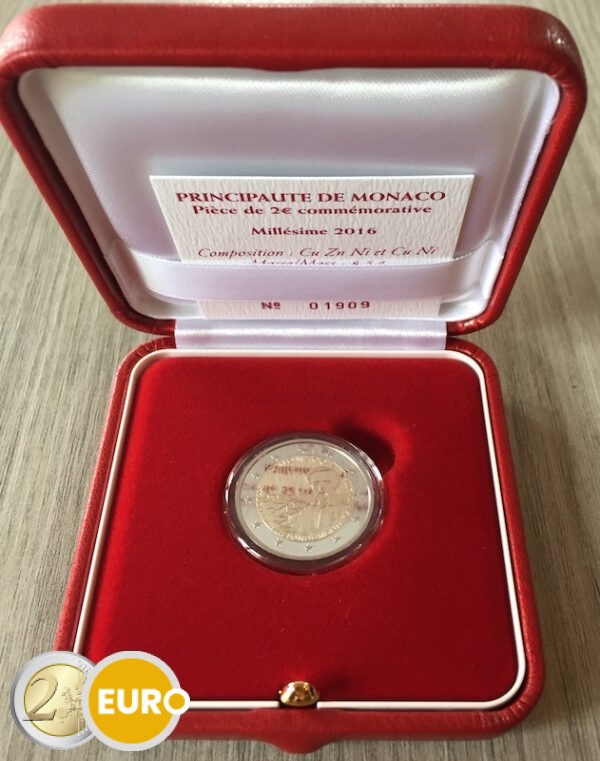 PRINCIPAUTE DE MONACO
Pièce de 2€ commémorative
Millésime 2016
Composition : Cu Zn Ni et Cu Ni
Nº 01909
2 EURO